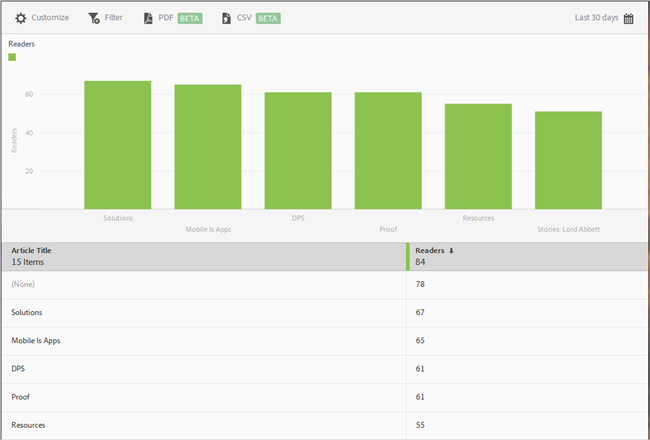 Customize Filter PDF BETA CSV BETA Last 30 days
Readers
60
40
20
Readers
Solutions DPS Resources
Mobile Is Apps Proof Stories: Lord Abbett
Article Title Readers
15 Items 84
(None) 78
Solutions 67
Mobile Is Apps 65
DPS 61
Proof 61
Resources 55